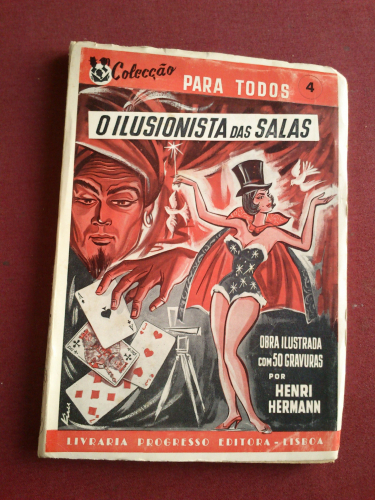 Colecção
PARA TODOS 4
O ILUSIONISTA DAS SALAS
OBRA ILUSTRADA
COM 50 GRAVURAS
POR
HENRI
HERMANN
LIVRARIA PROGRESSO EDITORA - LISBOA